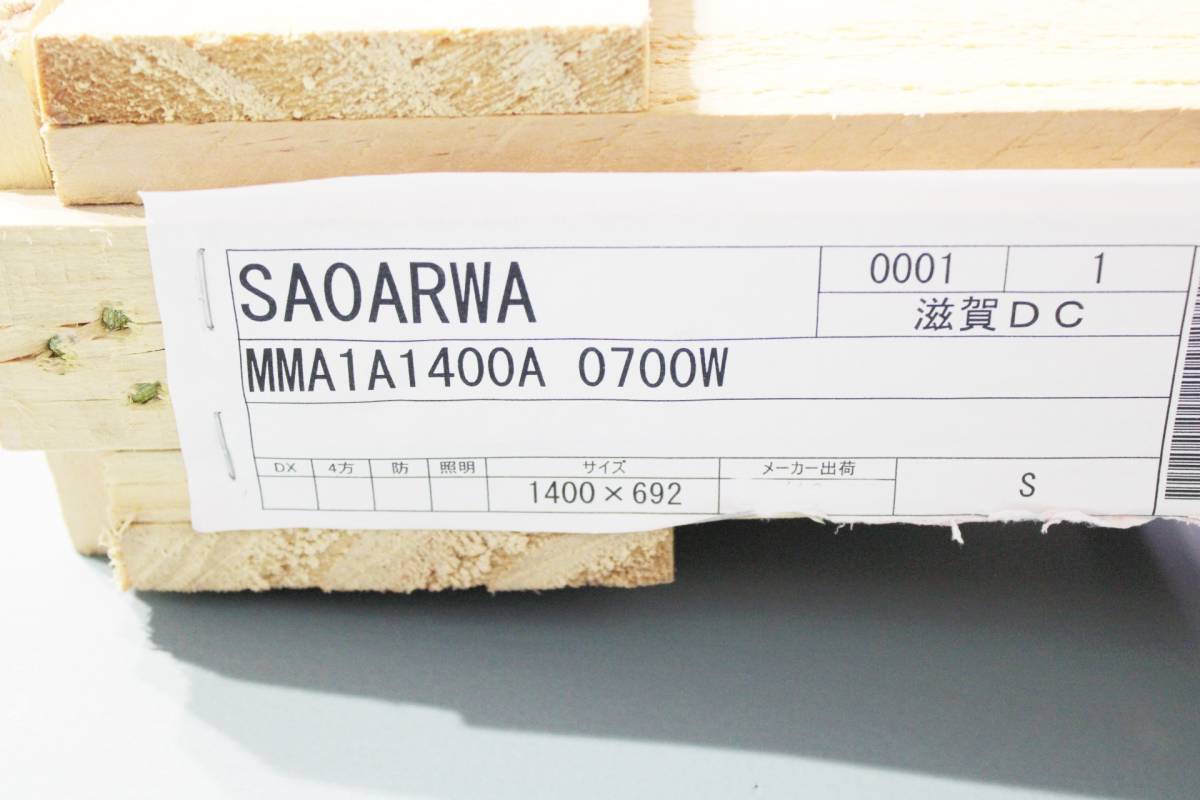 SAOARWA
0001 1
滋賀DC
MMA1A1400A 0700W
DX 4方 防 照明 サイズ メーカー出荷
1400×692 S